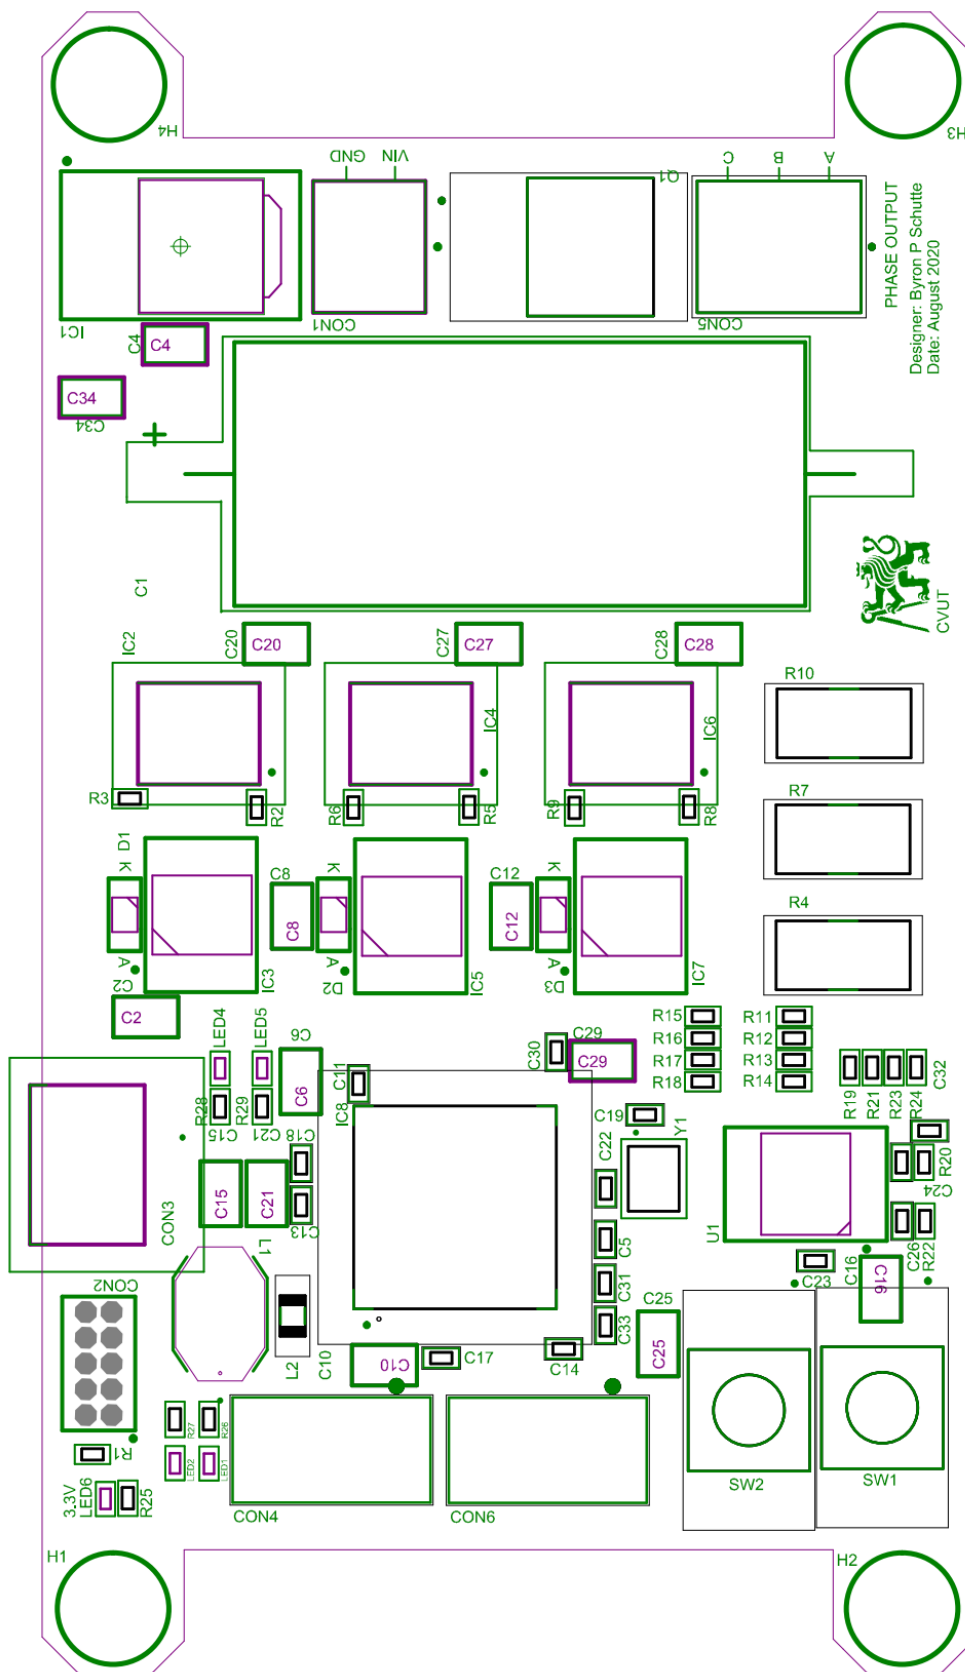 H4
H3
GND
VIN
Q1
C
B
A
PHASE OUTPUT
Designer: Byron P Schutte
Date: August 2020
IC1
CON1
CON5
C4
C4
C34
C34
+
C1
CVUT
IC2
C20
C20
C27
C27
C28
C28
R10
IC4
IC6
R3
R2
R6
R5
R9
R8
R7
D1
K
K
K
C8
C8
C12
C12
R4
A
A
A
C2
IC3
D2
IC5
D3
IC7
C2
LED4
LED5
C9
C6
C11
C30
C29
C29
R15
R16
R17
R18
R11
R12
R13
R14
R19
R21
R23
R24
C32
R28
R29
IC8
C19
Y1
C15
C21
C18
C22
R20
C24
CON3
C15
C21
C13
L1
C5
U1
C26
R22
C16
C16
C23
CON2
C31
C33
C25
C25
L2
C10
C10
C17
C14
R27
R26
LED2
LED1
R1
3.3V
LED6
R25
CON4
CON6
SW2
SW1
H1
H2